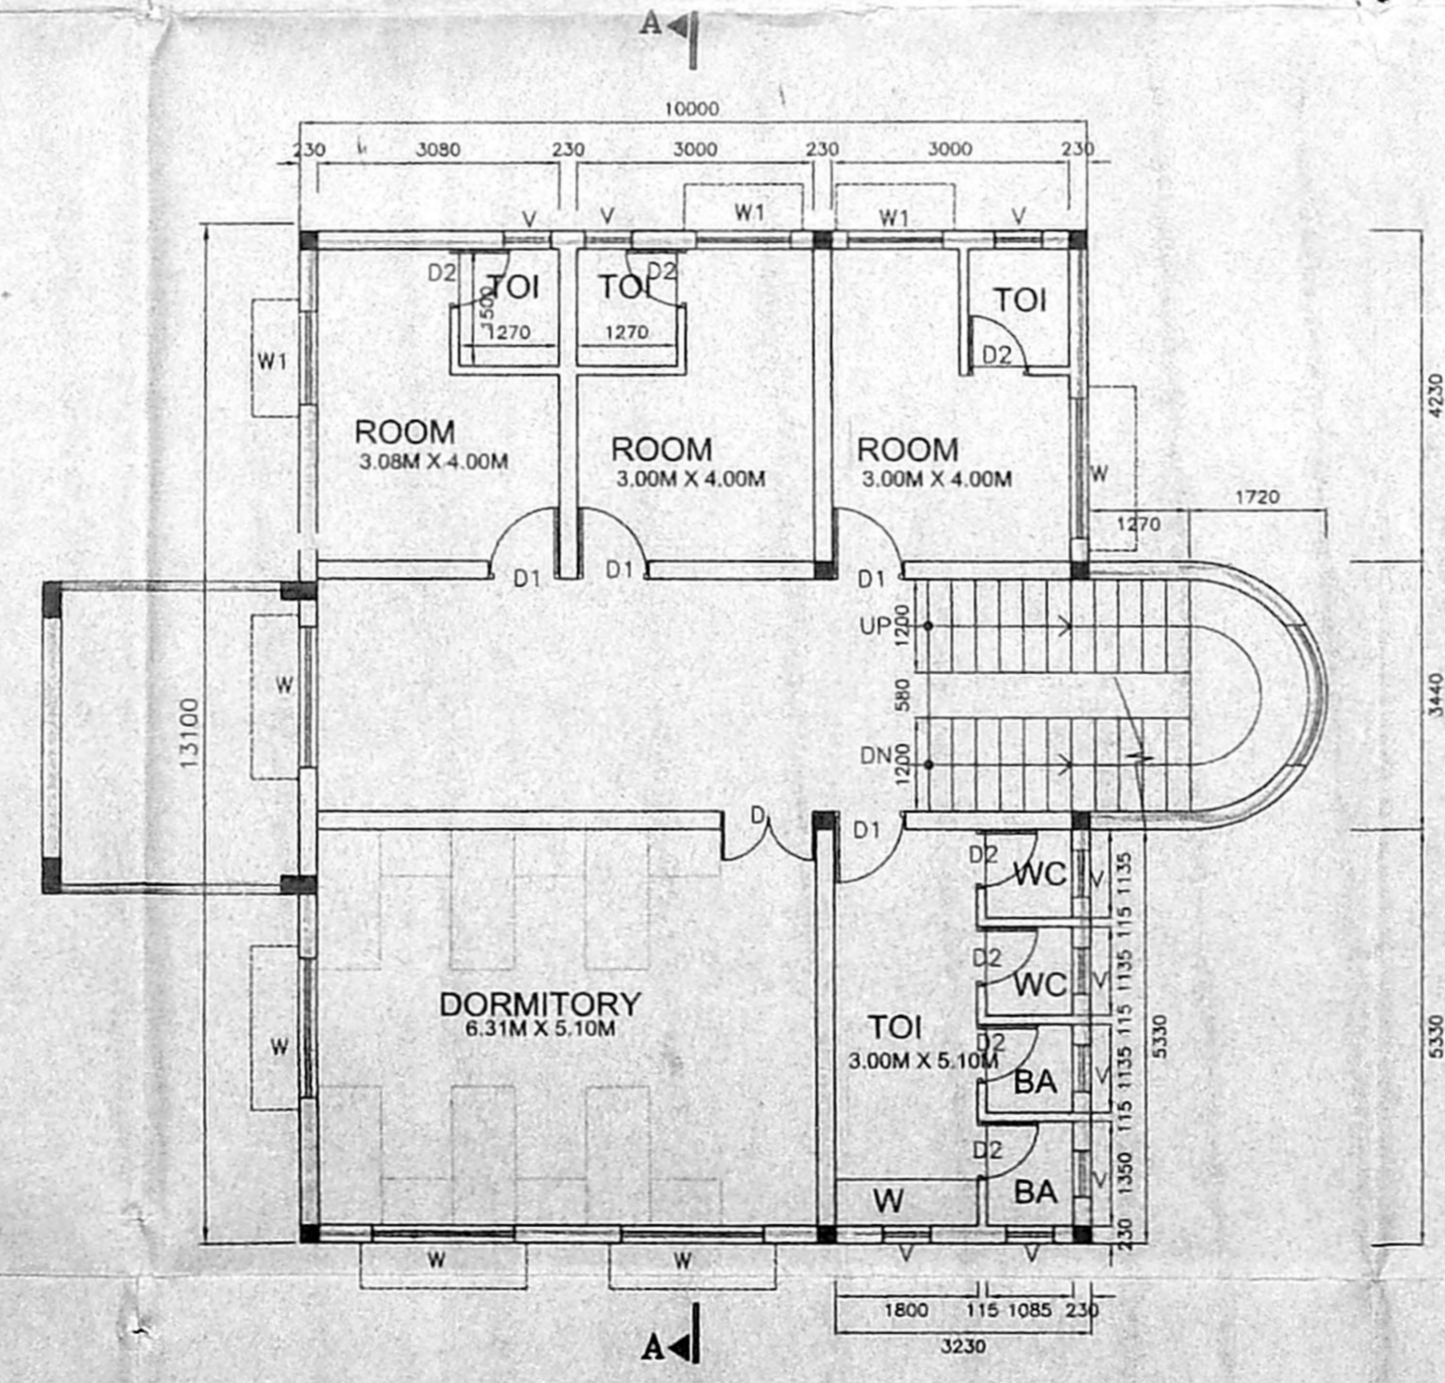 A
10000
230 3080 230 3000 230 3000 230
V V W1 W1 V
D2 TOI TOI D2 TOI
1500
1270 1270
D2
W1
4230
ROOM
3.08M X 4.00M
ROOM
3.00M X 4.00M
ROOM
3.00M X 4.00M
W
1270 1720
D1 D1 D1
UP 1200
W
580
3440
13100
DN 1200
D D1
D2 WC V 1135
115
D2 WC V 1135
115
DORMITORY
6.31M X 5.10M
TOI
3.00M X 5.10M
W
D2 BA V 1135
5330
5330
115
D2 BA V 1350
W
230
W W V V
1800 115 1085 230
3230
A